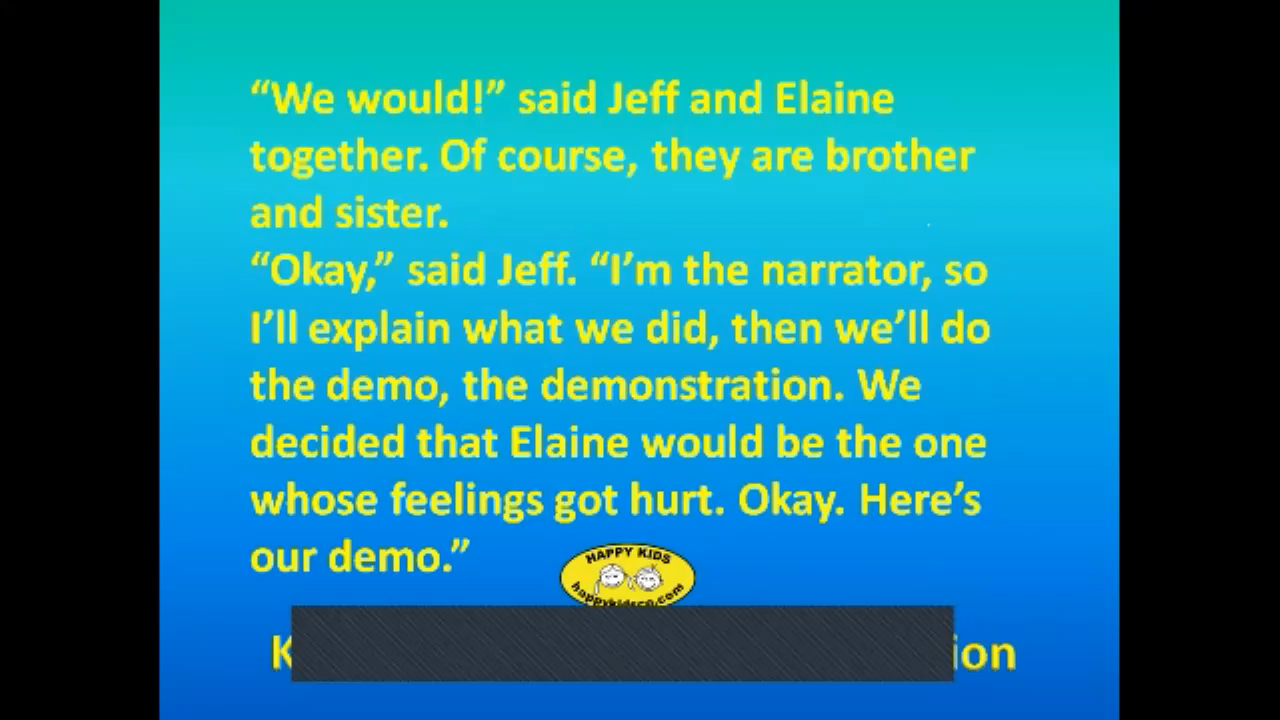 “We would!” said Jeff and Elaine
together. Of course, they are brother
and sister.
“Okay,” said Jeff. “I’m the narrator, so
I’ll explain what we did, then we’ll do
the demo, the demonstration. We
decided that Elaine would be the one
whose feelings got hurt. Okay. Here’s
our demo.”
HAPPY KIDS